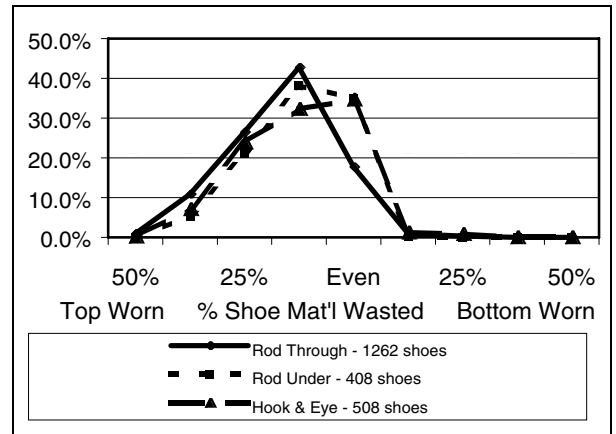 50.0%
40.0%
30.0%
20.0%
10.0%
0.0%
50% 25% Even 25% 50%
Top Worn % Shoe Mat'l Wasted Bottom Worn
Rod Through - 1262 shoes
Rod Under - 408 shoes
Hook & Eye - 508 shoes